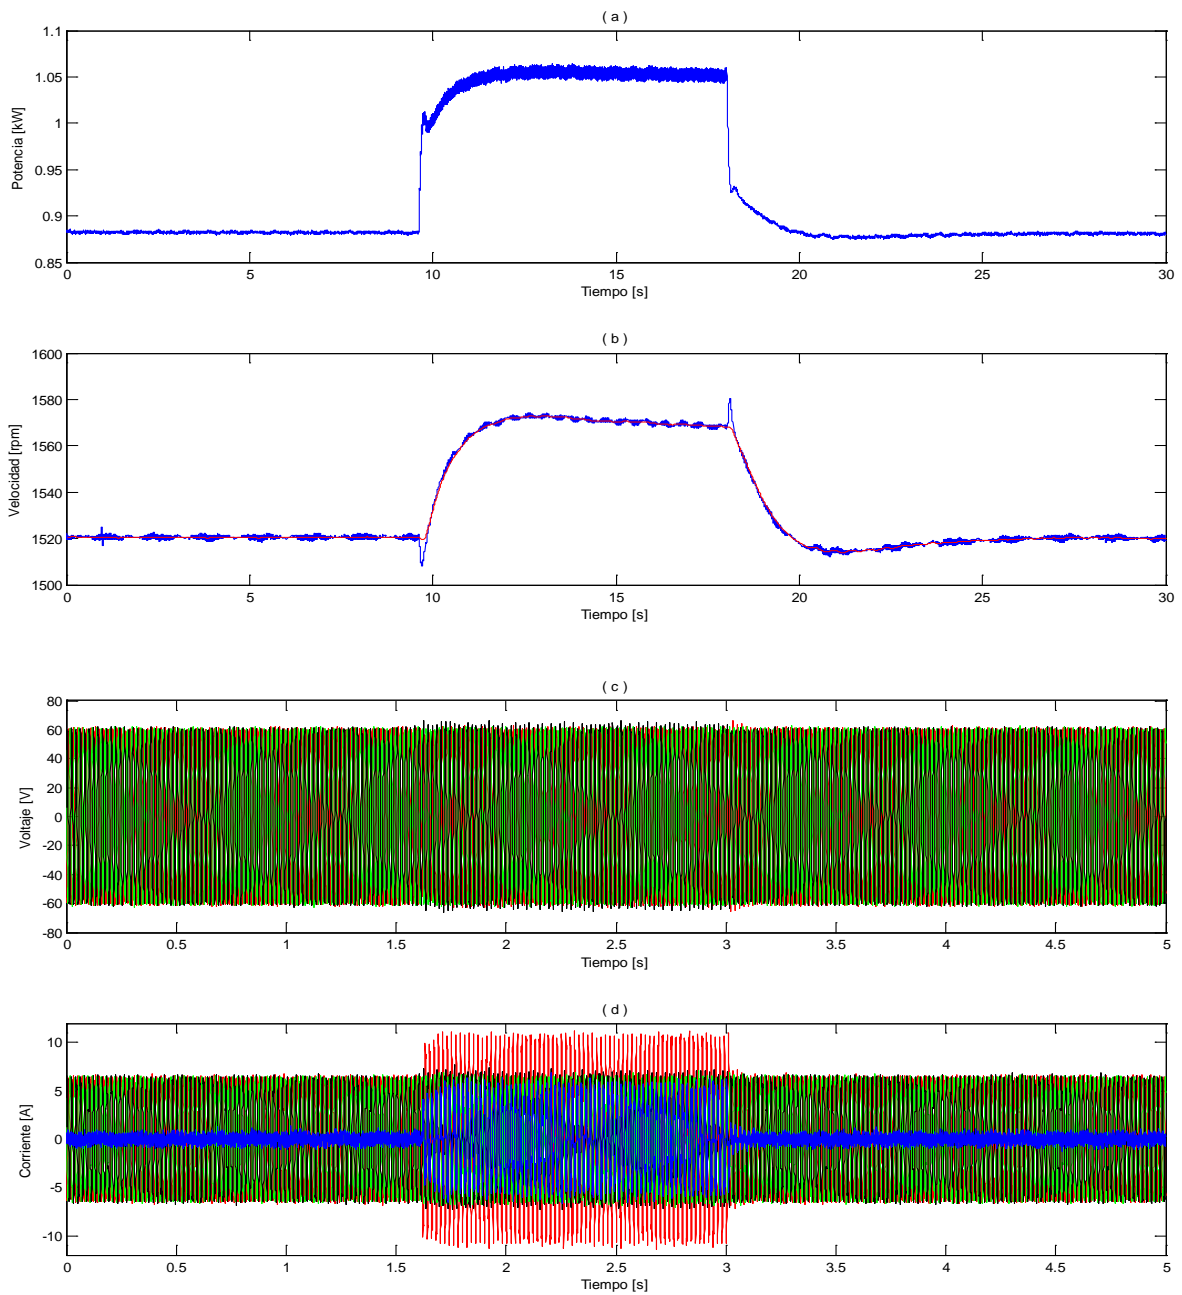 ( a )
1.1
1.05
1
0.95
0.9
0.85
Potencia [kW]
0 5 10 15 20 25 30
Tiempo [s]
( b )
1600
1580
1560
1540
1520
1500
Velocidad [rpm]
0 5 10 15 20 25 30
Tiempo [s]
( c )
80
60
40
20
0
-20
-40
-60
-80
Voltaje [V]
0 0.5 1 1.5 2 2.5 3 3.5 4 4.5 5
Tiempo [s]
( d )
10
5
0
-5
-10
Corriente [A]
0 0.5 1 1.5 2 2.5 3 3.5 4 4.5 5
Tiempo [s]